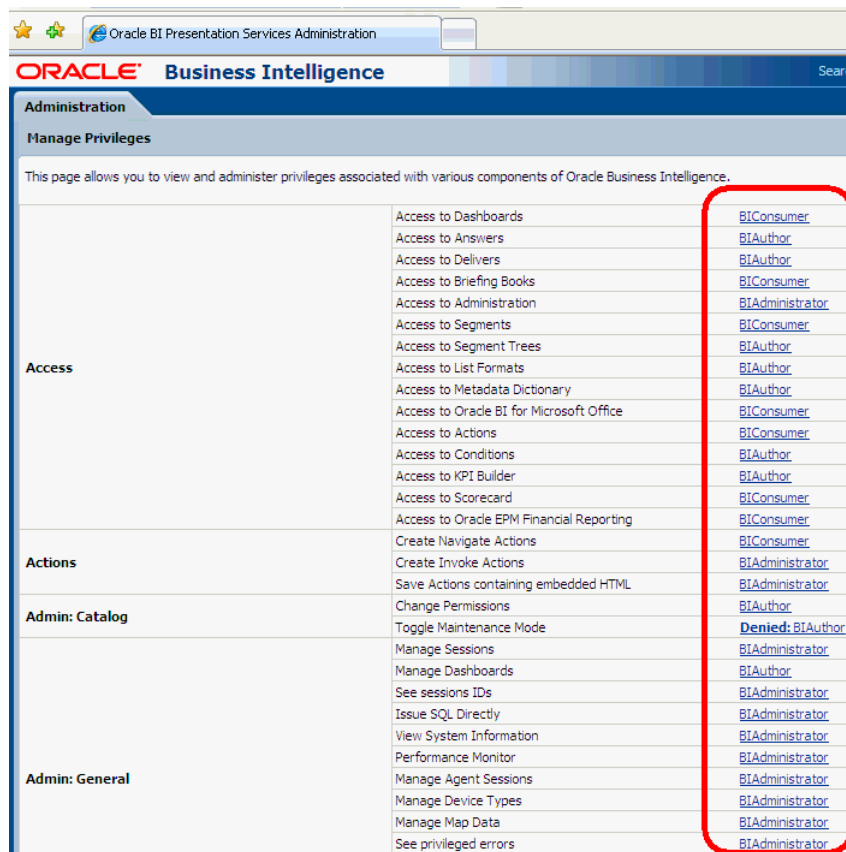 Oracle BI Presentation Services Administration
ORACLE Business Intelligence
Administration
Manage Privileges
This page allows you to view and administer privileges associated with various components of Oracle Business Intelligence.
Access
Access to Dashboards BIConsumer
Access to Answers BIAuthor
Access to Delivers BIAuthor
Access to Briefing Books BIConsumer
Access to Administration BIAdministrator
Access to Segments BIConsumer
Access to Segment Trees BIAuthor
Access to List Formats BIAuthor
Access to Metadata Dictionary BIAuthor
Access to Oracle BI for Microsoft Office BIConsumer
Access to Actions BIConsumer
Access to Conditions BIAuthor
Access to KPI Builder BIAuthor
Access to Scorecard BIConsumer
Access to Oracle EPM Financial Reporting BIConsumer
Actions
Create Navigate Actions BIConsumer
Create Invoke Actions BIAdministrator
Save Actions containing embedded HTML BIAdministrator
Admin: Catalog
Change Permissions BIAuthor
Toggle Maintenance Mode Denied: BIAuthor
Admin: General
Manage Sessions BIAdministrator
Manage Dashboards BIAuthor
See sessions IDs BIAdministrator
Issue SQL Directly BIAdministrator
View System Information BIAdministrator
Performance Monitor BIAdministrator
Manage Agent Sessions BIAdministrator
Manage Device Types BIAdministrator
Manage Map Data BIAdministrator
See privileged errors BIAdministrator